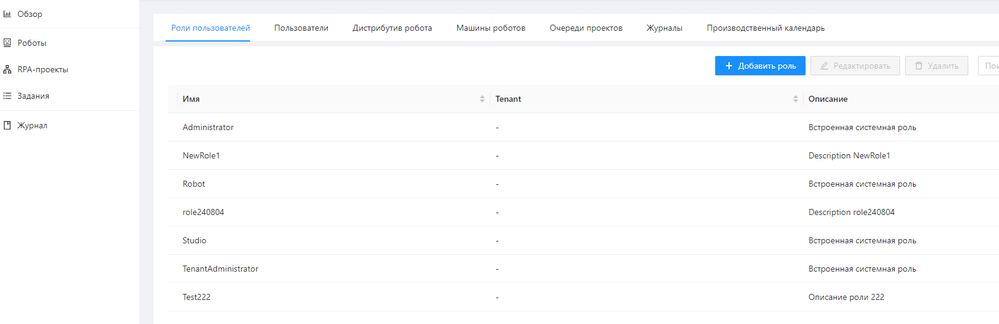 Обзор
Роботы
RPA-проекты
Задания
Журнал
Роли пользователей Пользователи Дистрибутив робота Машины роботов Очереди проектов Журналы Производственный календарь
Добавить роль Редактировать Удалить
Имя Tenant Описание
Administrator - Встроенная системная роль
NewRole1 - Description NewRole1
Robot - Встроенная системная роль
role240804 - Description role240804
Studio - Встроенная системная роль
TenantAdministrator - Встроенная системная роль
Test222 - Описание роли 222